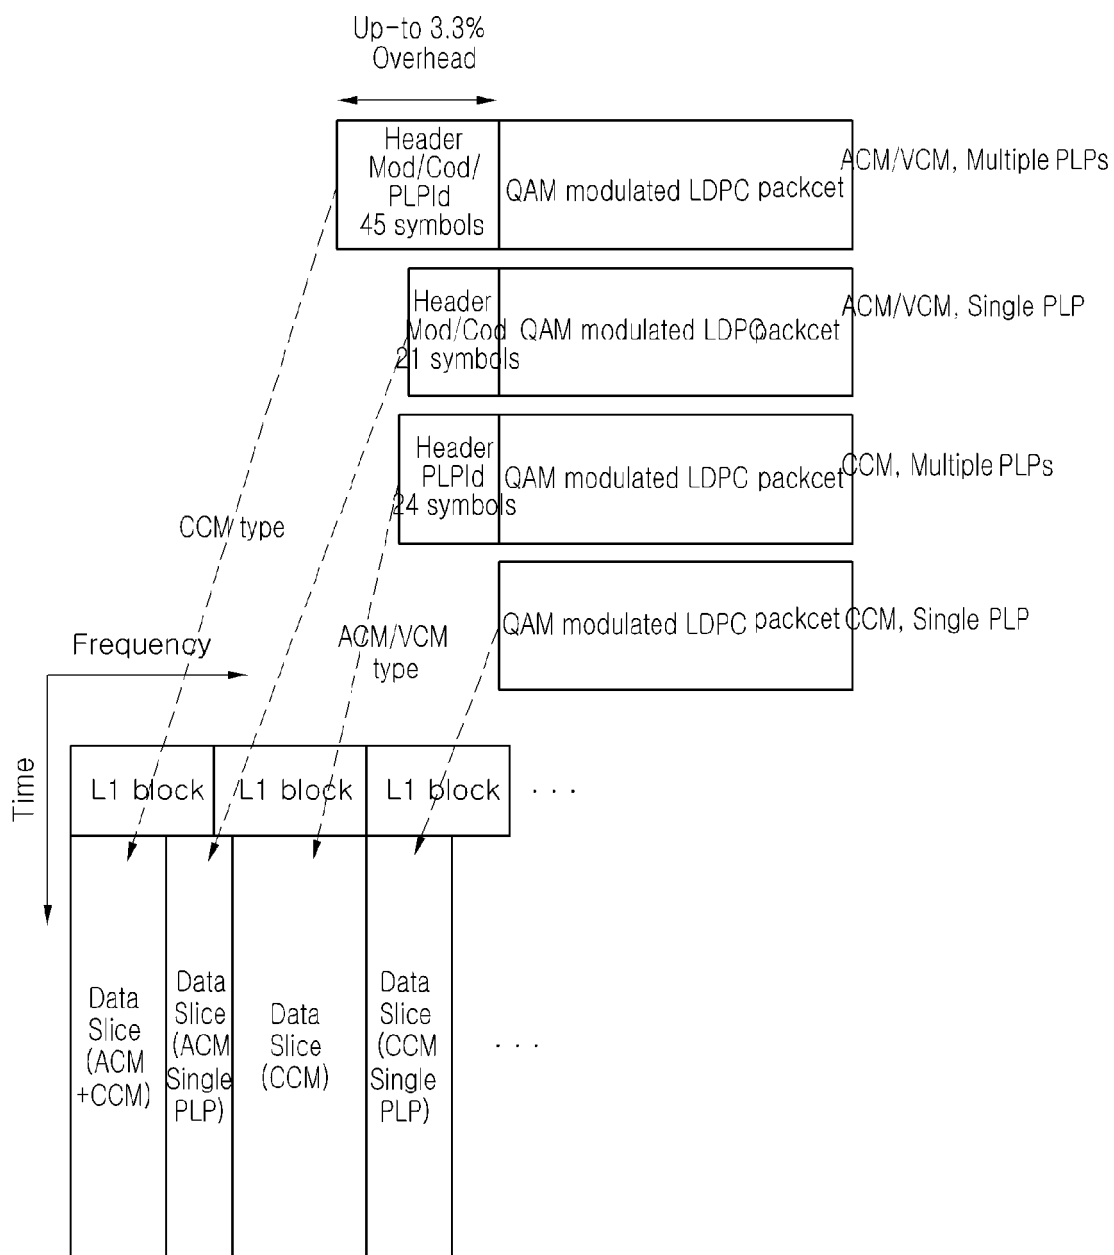 Up-to 3.3%
Overhead
Header
Mod/Cod/
PLPId
45 symbols
QAM modulated LDPC packcet
ACM/VCM, Multiple PLPs
Header
Mod/Cod
21 symbols
QAM modulated LDPC packcet
ACM/VCM, Single PLP
Header
PLPId
24 symbols
QAM modulated LDPC packcet
CCM, Multiple PLPs
CCM type
QAM modulated LDPC packcet
CCM, Single PLP
ACM/VCM
type
Frequency
Time
L1 block
L1 block
L1 block
. . .
Data
Slice
(ACM
+CCM)
Data
Slice
(ACM
Single
PLP)
Data
Slice
(CCM)
Data
Slice
(CCM
Single
PLP)
. . .